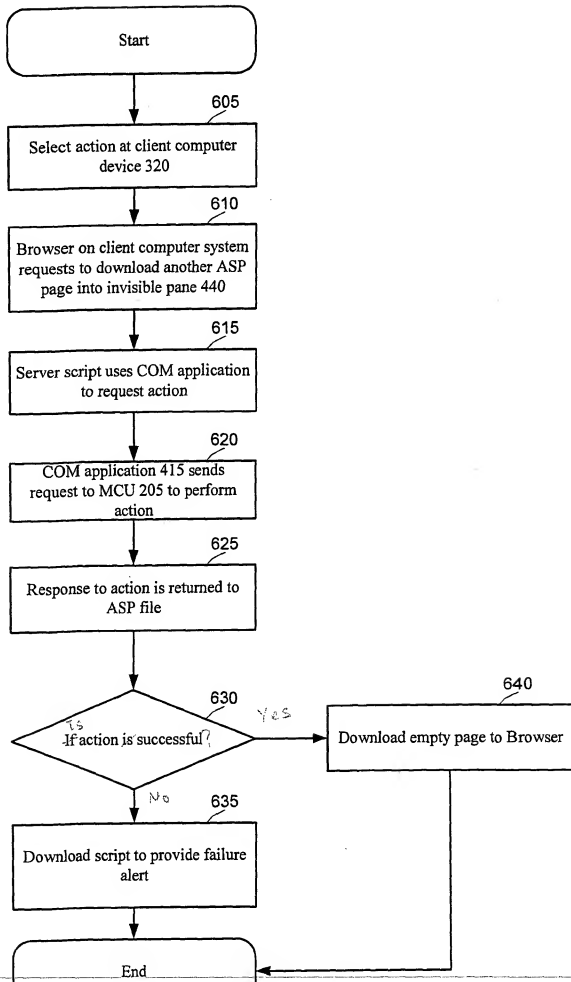 Start
605
Select action at client computer
device 320
610
Browser on client computer system
requests to download another ASP
page into invisible pane 440
615
Server script uses COM application
to request action
620
COM application 415 sends
request to MCU 205 to perform
action
625
Response to action is returned to
ASP file
630
Is
If action is successful?
Yes
640
Download empty page to Browser
No
635
Download script to provide failure
alert
End